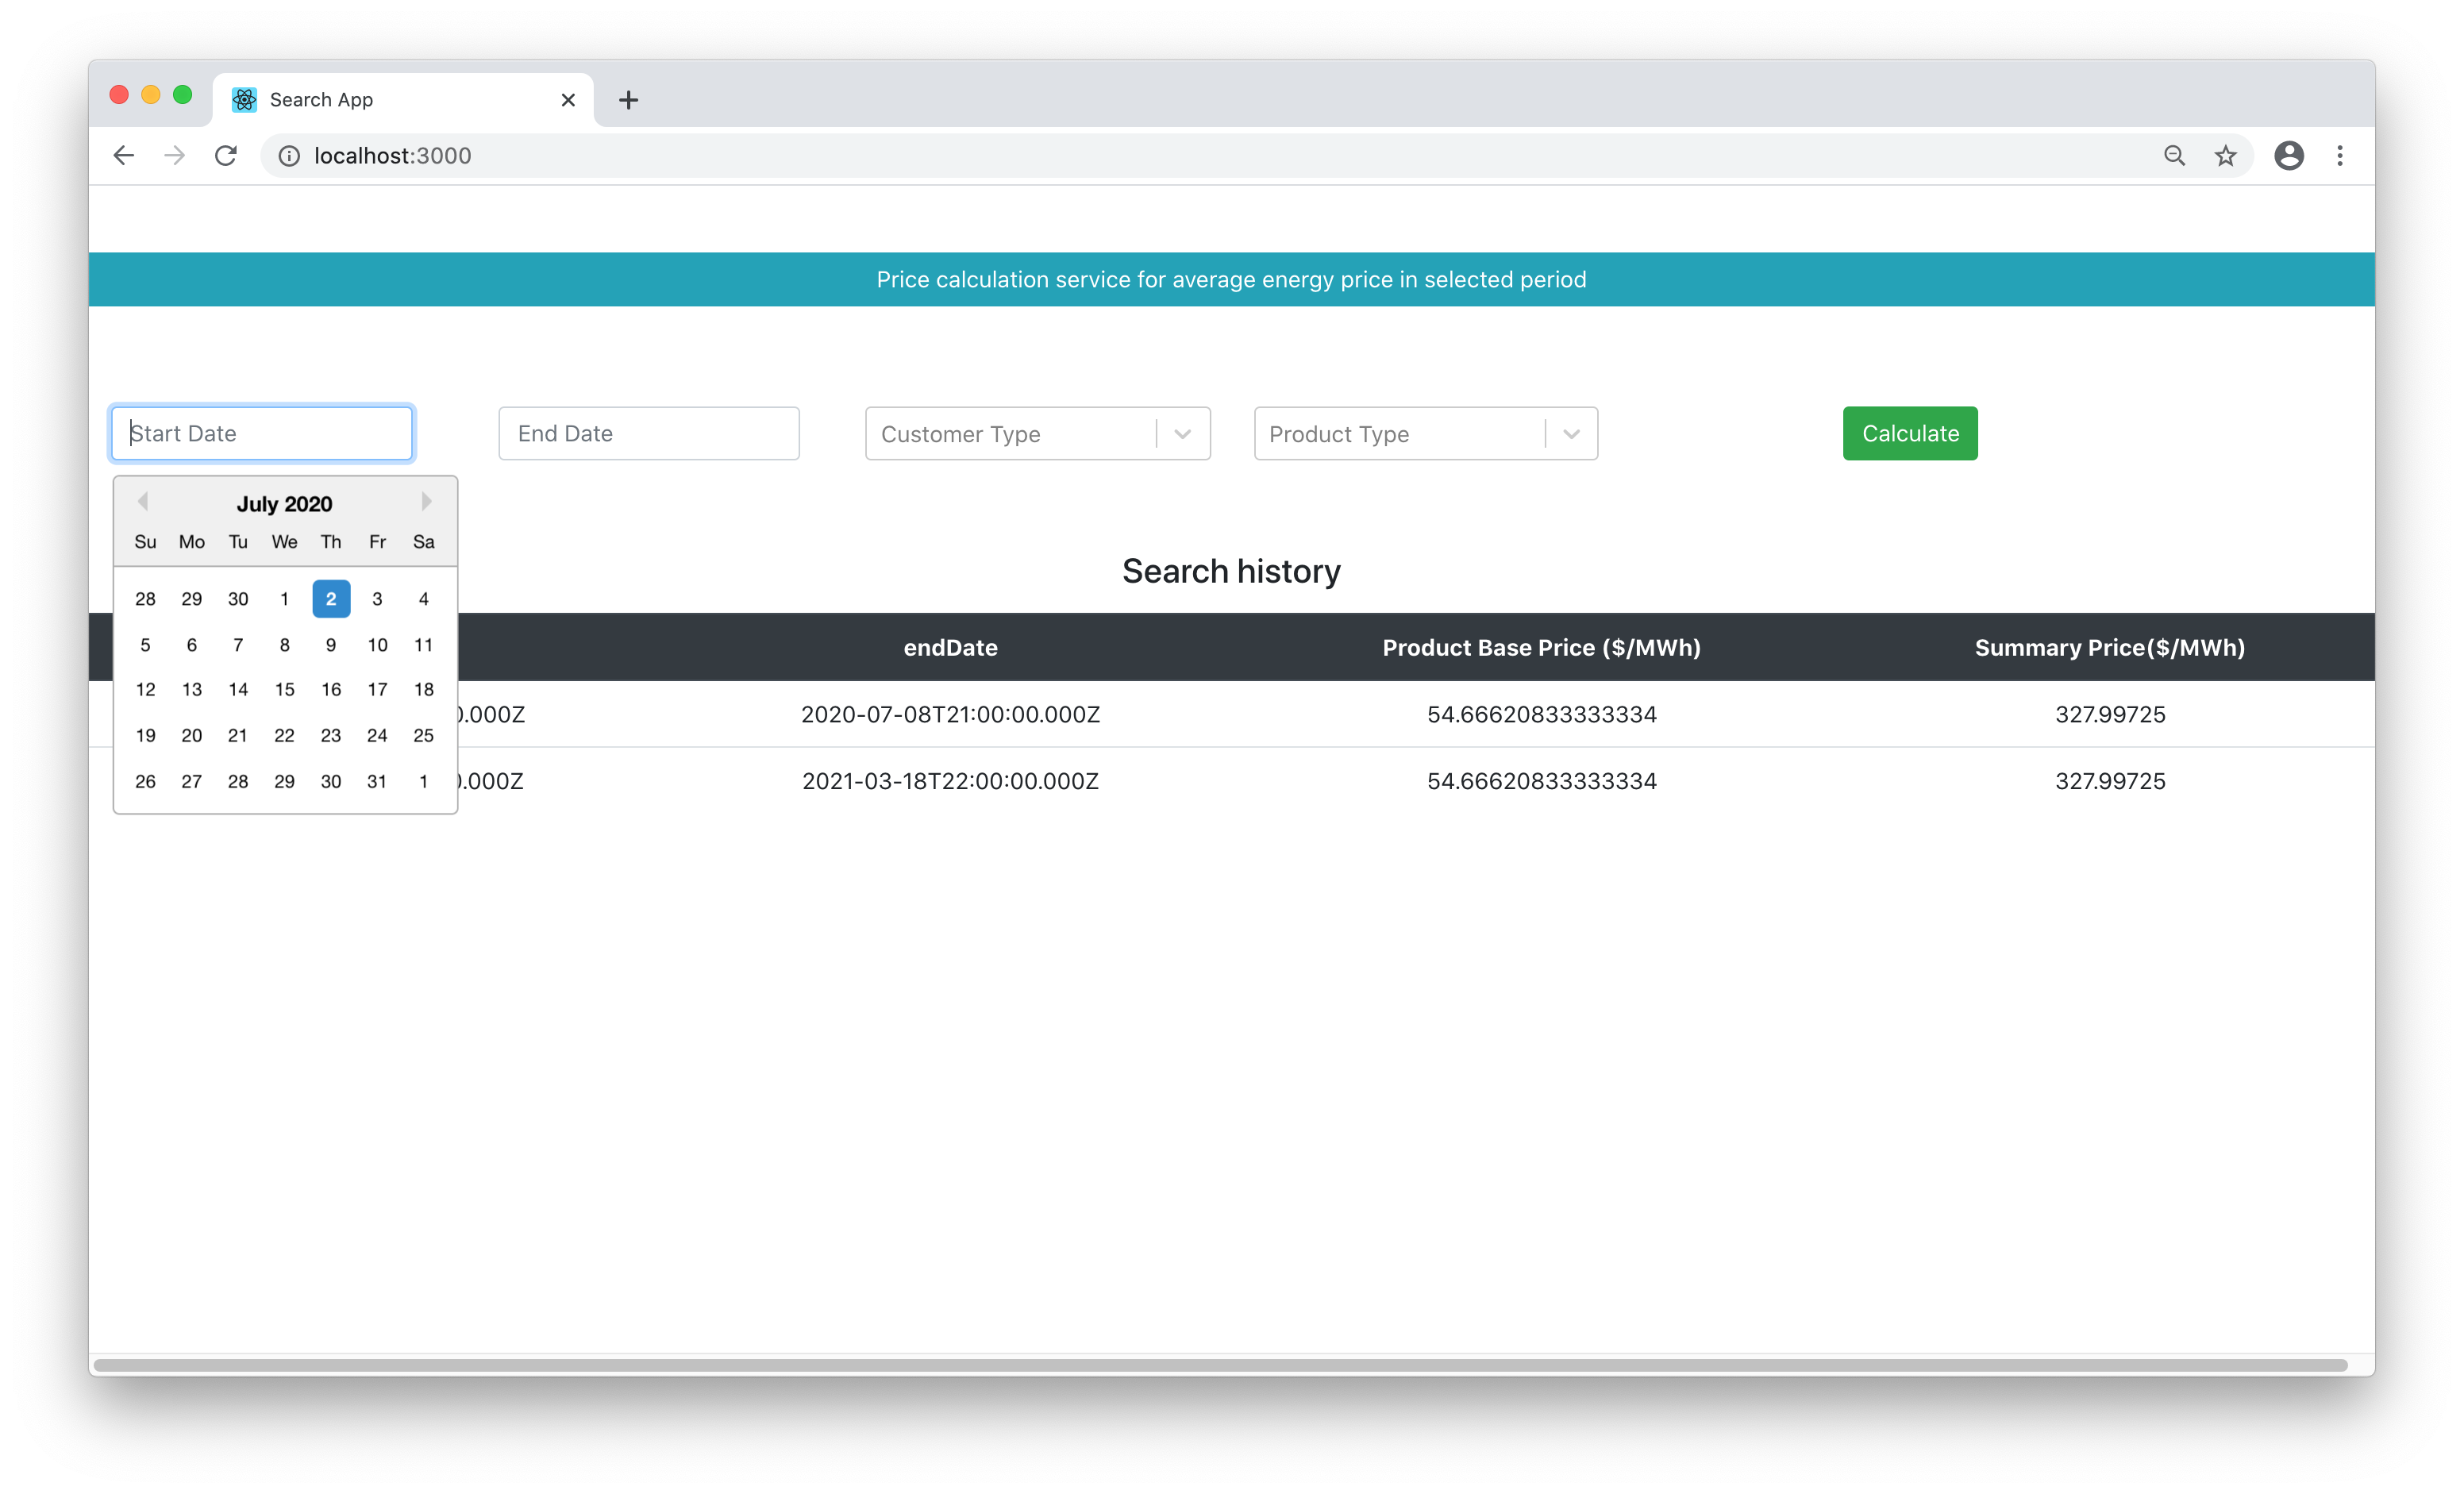 Search App
localhost:3000
Price calculation service for average energy price in selected period
Start Date End Date Customer Type Product Type Calculate
July 2020
Su Mo Tu We Th Fr Sa
28 29 30 1 2 3 4
5 6 7 8 9 10 11
12 13 14 15 16 17 18
19 20 21 22 23 24 25
26 27 28 29 30 31 1
Search history
endDate Product Base Price ($/MWh) Summary Price($/MWh)
0.000Z 2020-07-08T21:00:00.000Z 54.66620833333334 327.99725
0.000Z 2021-03-18T22:00:00.000Z 54.66620833333334 327.99725